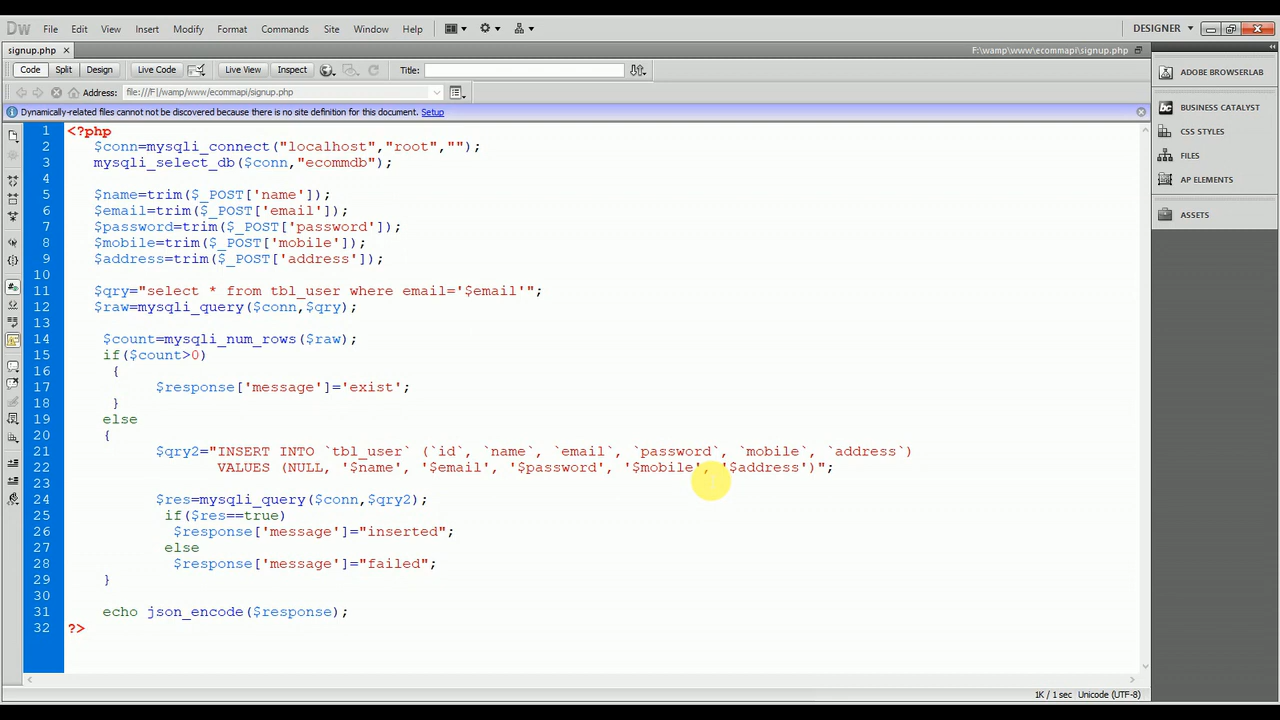 Dw File Edit View Insert Modify Format Commands Site Window Help DESIGNER
signup.php × F:\wamp\www\ecommapi\signup.php
Code Split Design Live Code Live View Inspect Title:
Address: file:///F|/wamp/www/ecommapi/signup.php
Dynamically-related files cannot not be discovered because there is no site definition for this document. Setup
1 <?php
2 $conn=mysqli_connect("localhost","root","");
3 mysqli_select_db($conn,"ecommdb");
4
5 $name=trim($_POST['name']);
6 $email=trim($_POST['email']);
7 $password=trim($_POST['password']);
8 $mobile=trim($_POST['mobile']);
9 $address=trim($_POST['address']);
10
11 $qry="select * from tbl_user where email='$email'";
12 $raw=mysqli_query($conn,$qry);
13
14 $count=mysqli_num_rows($raw);
15 if($count>0)
16 {
17 $response['message']='exist';
18 }
19 else
20 {
21 $qry2="INSERT INTO `tbl_user` (`id`, `name`, `email`, `password`, `mobile`, `address`)
22 VALUES (NULL, '$name', '$email', '$password', '$mobile', '$address')";
23
24 $res=mysqli_query($conn,$qry2);
25 if($res==true)
26 $response['message']="inserted";
27 else
28 $response['message']="failed";
29 }
30
31 echo json_encode($response);
32 ?>
ADOBE BROWSERLAB
BUSINESS CATALYST
CSS STYLES
FILES
AP ELEMENTS
ASSETS
1K / 1 sec Unicode (UTF-8)